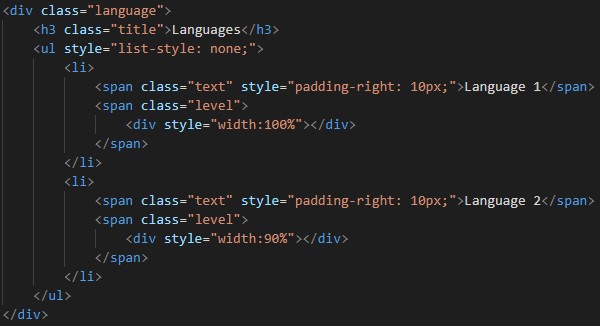 <div class="language">
    <h3 class="title">Languages</h3>
    <ul style="list-style: none;">
        <li>
            <span class="text" style="padding-right: 10px;">Language 1</span>
            <span class="level">
                <div style="width:100%"></div>
            </span>
        </li>
        <li>
            <span class="text" style="padding-right: 10px;">Language 2</span>
            <span class="level">
                <div style="width:90%"></div>
            </span>
        </li>
    </ul>
</div>